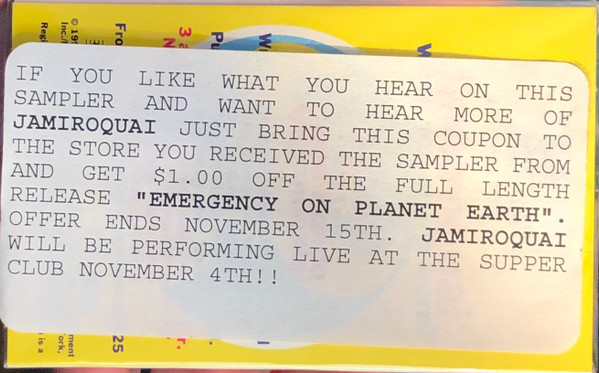 IF YOU LIKE WHAT YOU HEAR ON THIS
SAMPLER AND WANT TO HEAR MORE OF
JAMIROQUAI JUST BRING THIS COUPON TO
THE STORE YOU RECEIVED THE SAMPLER FROM
AND GET $1.00 OFF THE FULL LENGTH
RELEASE "EMERGENCY ON PLANET EARTH".
OFFER ENDS NOVEMBER 15TH. JAMIROQUAI
WILL BE PERFORMING LIVE AT THE SUPPER
CLUB NOVEMBER 4TH!!
25